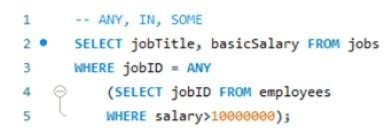 1 -- ANY, IN, SOME
2 SELECT jobTitle, basicSalary FROM jobs
3 WHERE jobID = ANY
4 (SELECT jobID FROM employees
5 WHERE salary>10000000);